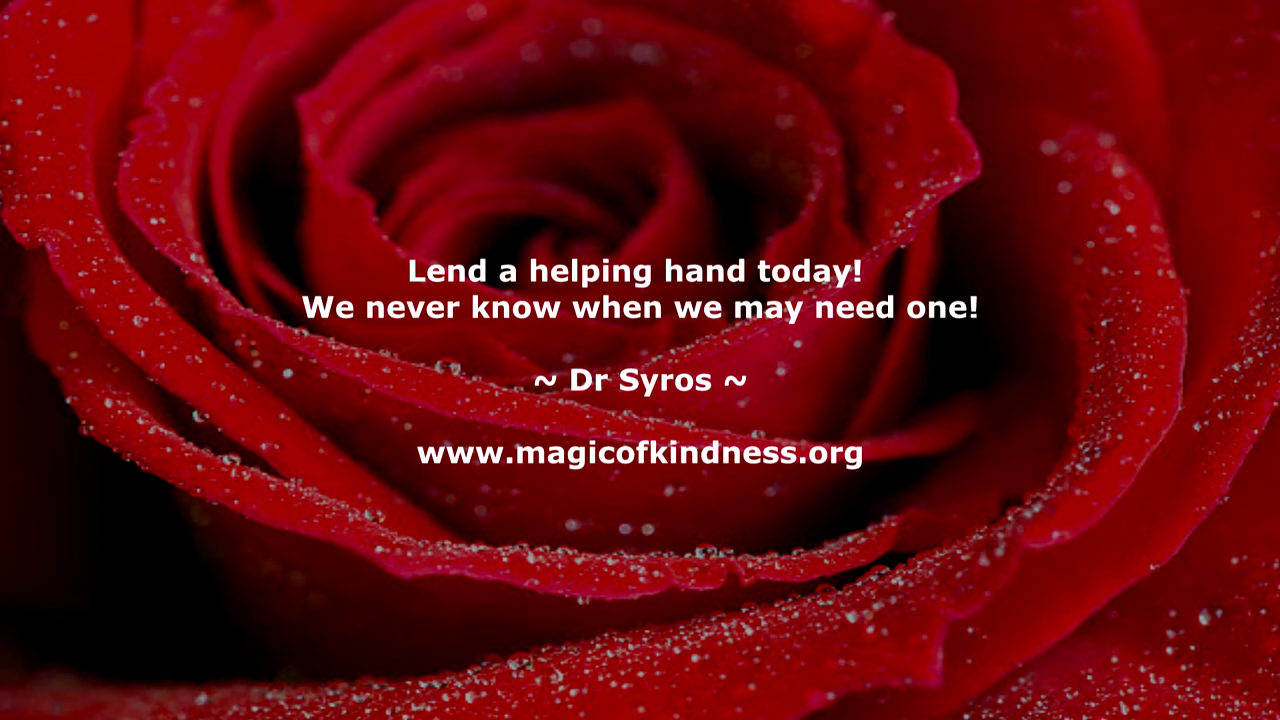 Lend a helping hand today!
We never know when we may need one!
~ Dr Syros ~
www.magicofkindness.org